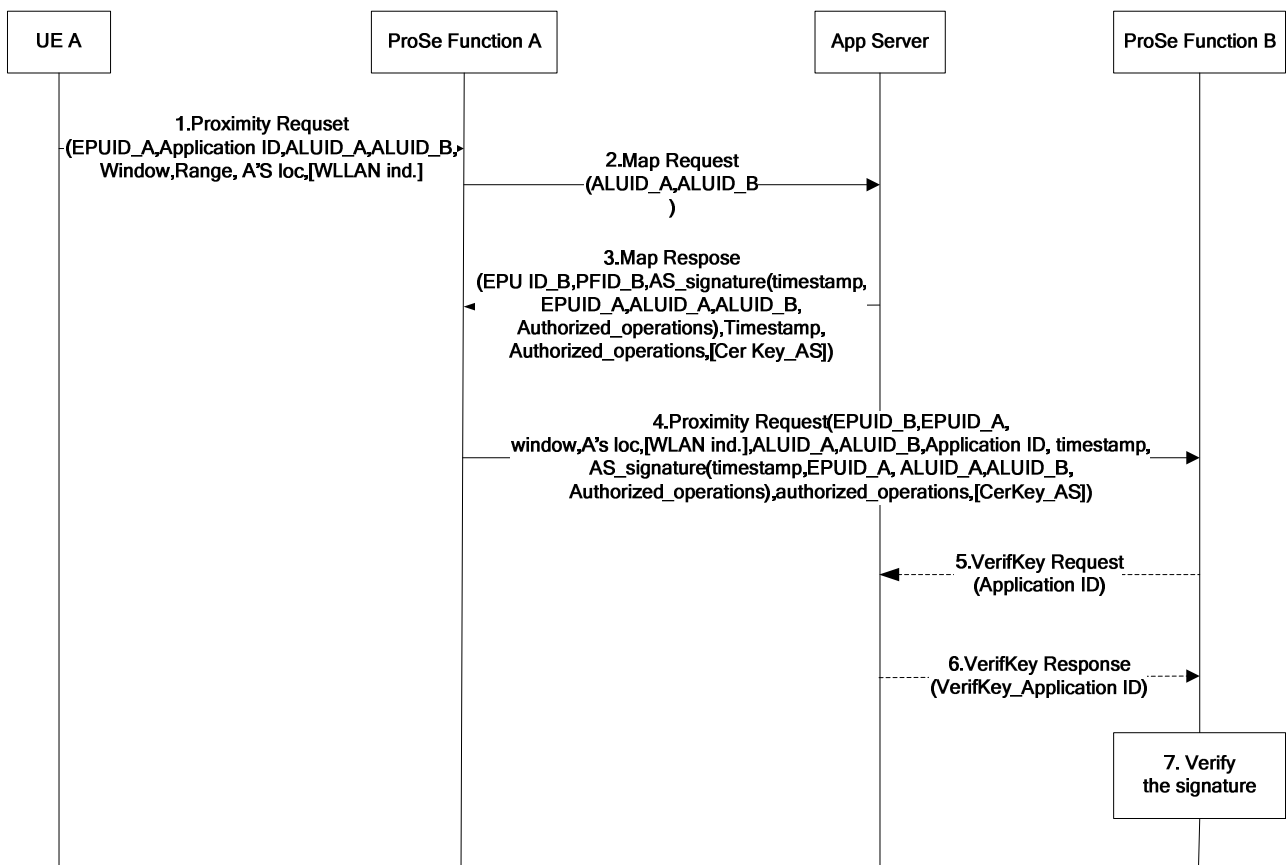 UE A
ProSe Function A
App Server
ProSe Function B
1.Proximity Requset
(EPUID_A,Application ID,ALUID_A,ALUID_B,
Window,Range, A'S loc,[WLLAN ind.]
2.Map Request
(ALUID_A,ALUID_B
)
3.Map Respose
(EPU ID_B,PFID_B,AS_signature(timestamp,
EPUID_A,ALUID_A,ALUID_B,
Authorized_operations),Timestamp,
Authorized_operations,[Cer Key_AS])
4.Proximity Request(EPUID_B,EPUID_A,
window,A's loc,[WLAN ind.],ALUID_A,ALUID_B,Application ID, timestamp,
AS_signature(timestamp,EPUID_A, ALUID_A,ALUID_B,
Authorized_operations),authorized_operations,[CerKey_AS])
5.VerifKey Request
(Application ID)
6.VerifKey Response
(VerifKey_Application ID)
7. Verify
the signature